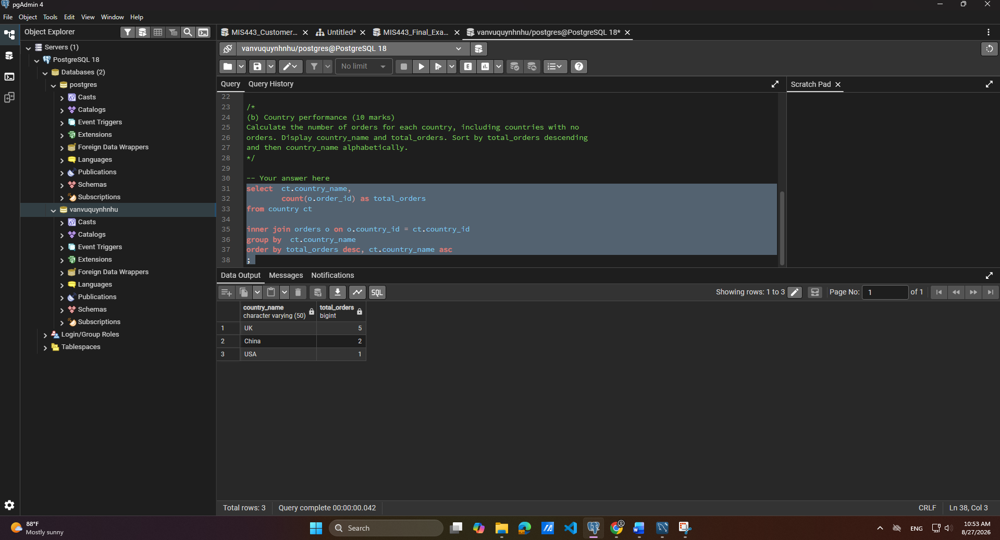 pgAdmin 4
File Object Tools Edit View Window Help
Object Explorer
MIS443_Customer...
Untitled*
MIS443_Final_Exa...
vanvuquynhnhu/postgres@PostgreSQL 18*
Servers (1)
PostgreSQL 18
Databases (2)
postgres
Casts
Catalogs
Event Triggers
Extensions
Foreign Data Wrappers
Languages
Publications
Schemas
Subscriptions
vanvuquynhnhu
Casts
Catalogs
Event Triggers
Extensions
Foreign Data Wrappers
Languages
Publications
Schemas
Subscriptions
Login/Group Roles
Tablespaces
vanvuquynhnhu/postgres@PostgreSQL 18
No limit
E
Query Query History
Scratch Pad
22
23 /*
24 (b) Country performance (10 marks)
25 Calculate the number of orders for each country, including countries with no
26 orders. Display country_name and total_orders. Sort by total_orders descending
27 and then country_name alphabetically.
28 */
29
30 -- Your answer here
31 select ct.country_name,
32 count(o.order_id) as total_orders
33 from country ct
34
35 inner join orders o on o.country_id = ct.country_id
36 group by ct.country_name
37 order by total_orders desc, ct.country_name asc
38 ;
Data Output Messages Notifications
SQL
Showing rows: 1 to 3
Page No: 1 of 1
country_name total_orders
character varying (50) bigint
1 UK 5
2 China 2
3 USA 1
Total rows: 3 Query complete 00:00:00.042
CRLF Ln 38, Col 3
88°F
Mostly sunny
Search
ENG
10:53 AM
8/27/2026